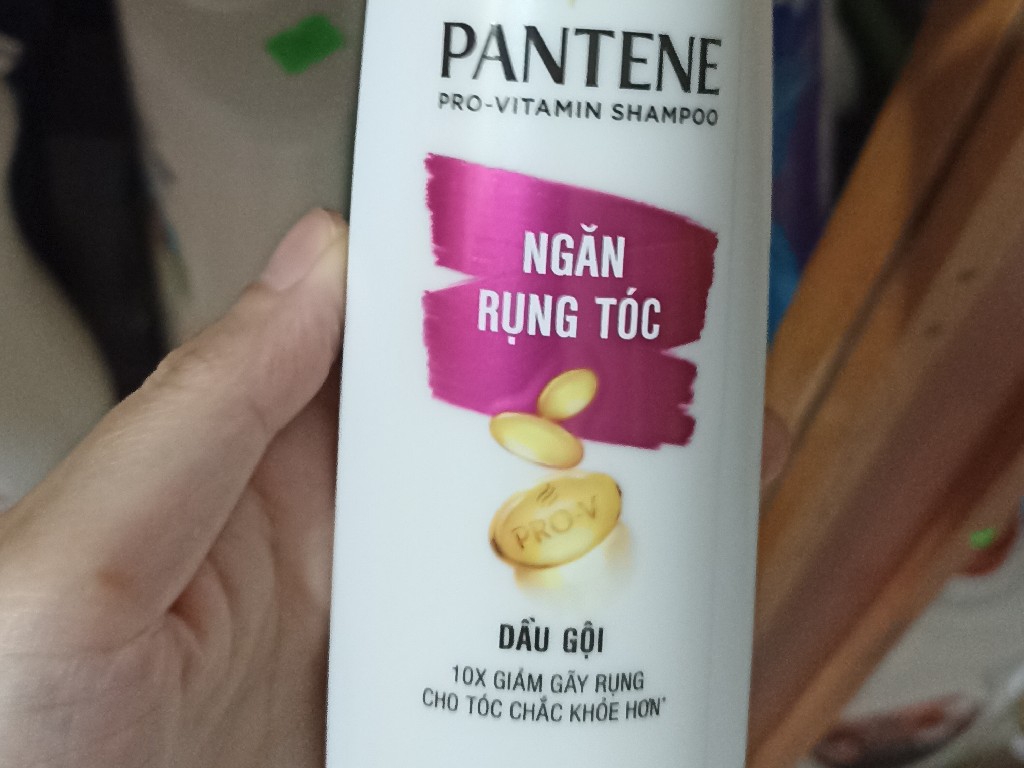 PANTENE
PRO-VITAMIN SHAMPOO
NGĂN
RỤNG TÓC
PRO-V
DẦU GỘI
10X GIẢM GÃY RỤNG
CHO TÓC CHẮC KHỎE HƠN*